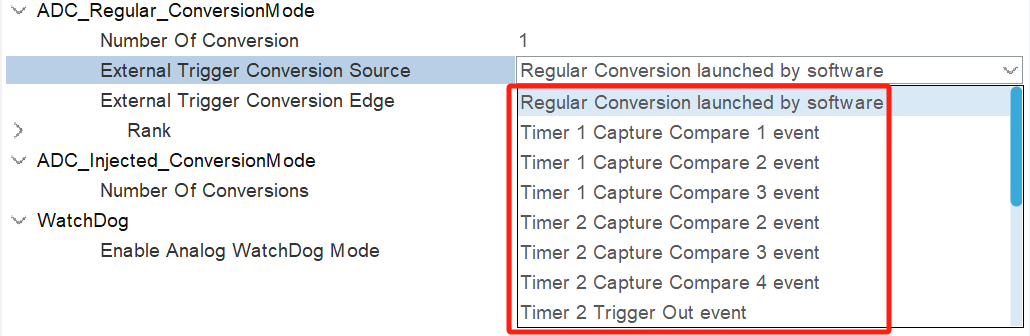 ADC_Regular_ConversionMode
Number Of Conversion 1
External Trigger Conversion Source Regular Conversion launched by software
External Trigger Conversion Edge Regular Conversion launched by software
Rank Timer 1 Capture Compare 1 event
ADC_Injected_ConversionMode Timer 1 Capture Compare 2 event
Number Of Conversions Timer 1 Capture Compare 3 event
WatchDog Timer 2 Capture Compare 2 event
Enable Analog WatchDog Mode Timer 2 Capture Compare 3 event
Timer 2 Capture Compare 4 event
Timer 2 Trigger Out event